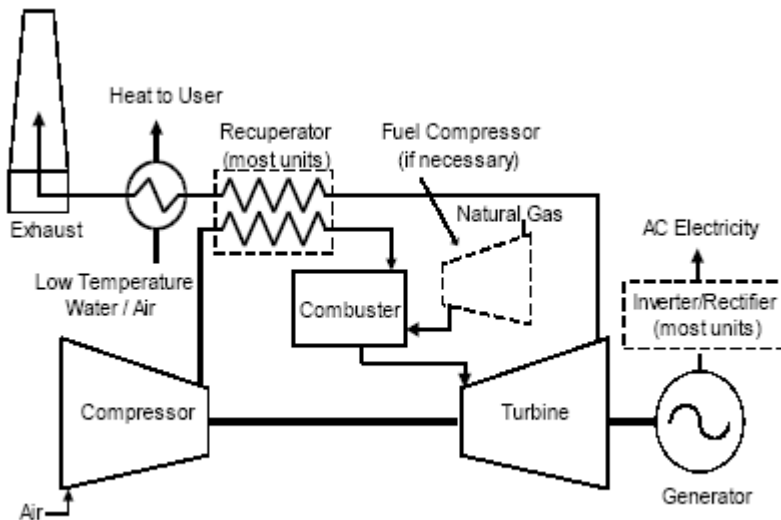 Heat to User
Recuperator
(most units)
Fuel Compressor
(if necessary)
Natural Gas
AC Electricity
Exhaust
Low Temperature
Water / Air
Combuster
Inverter/Rectifier
(most units)
Compressor
Turbine
Generator
Air